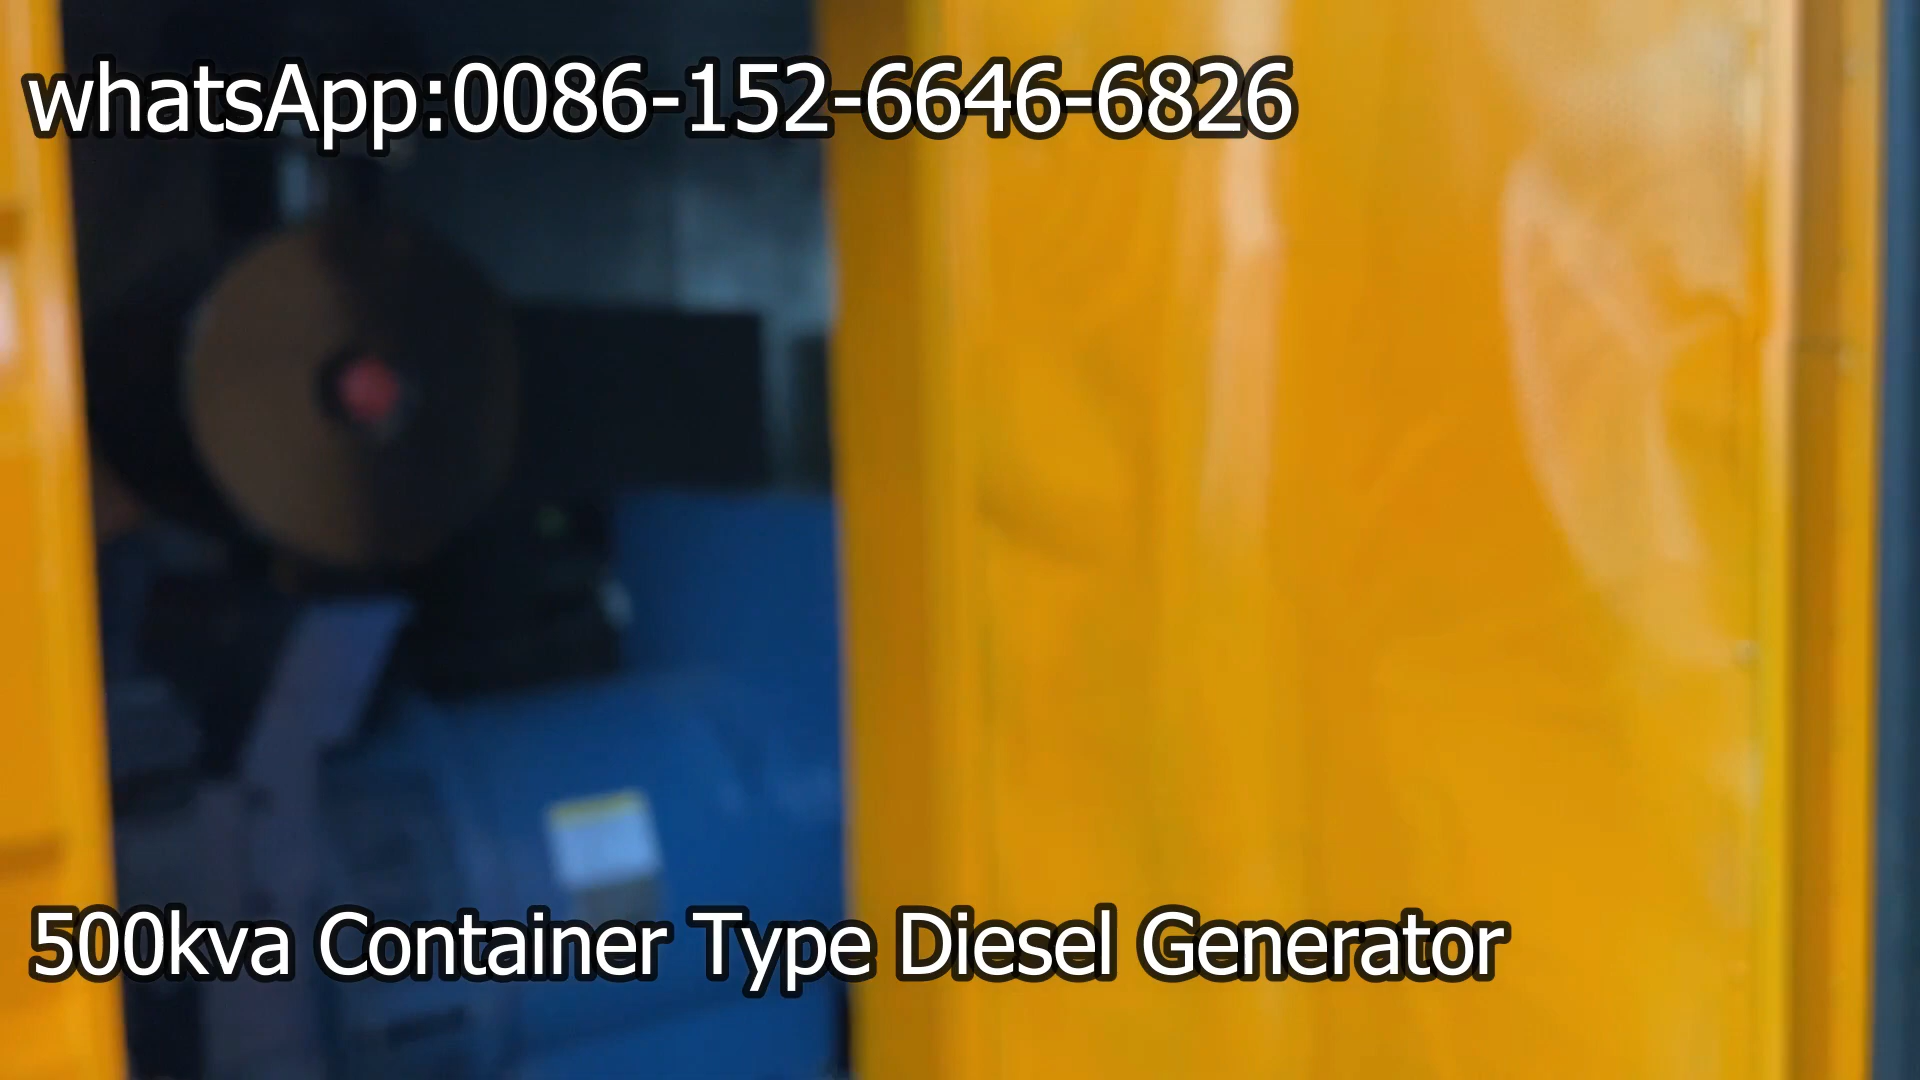 whatsApp:0086-152-6646-6826
500kva Container Type Diesel Generator